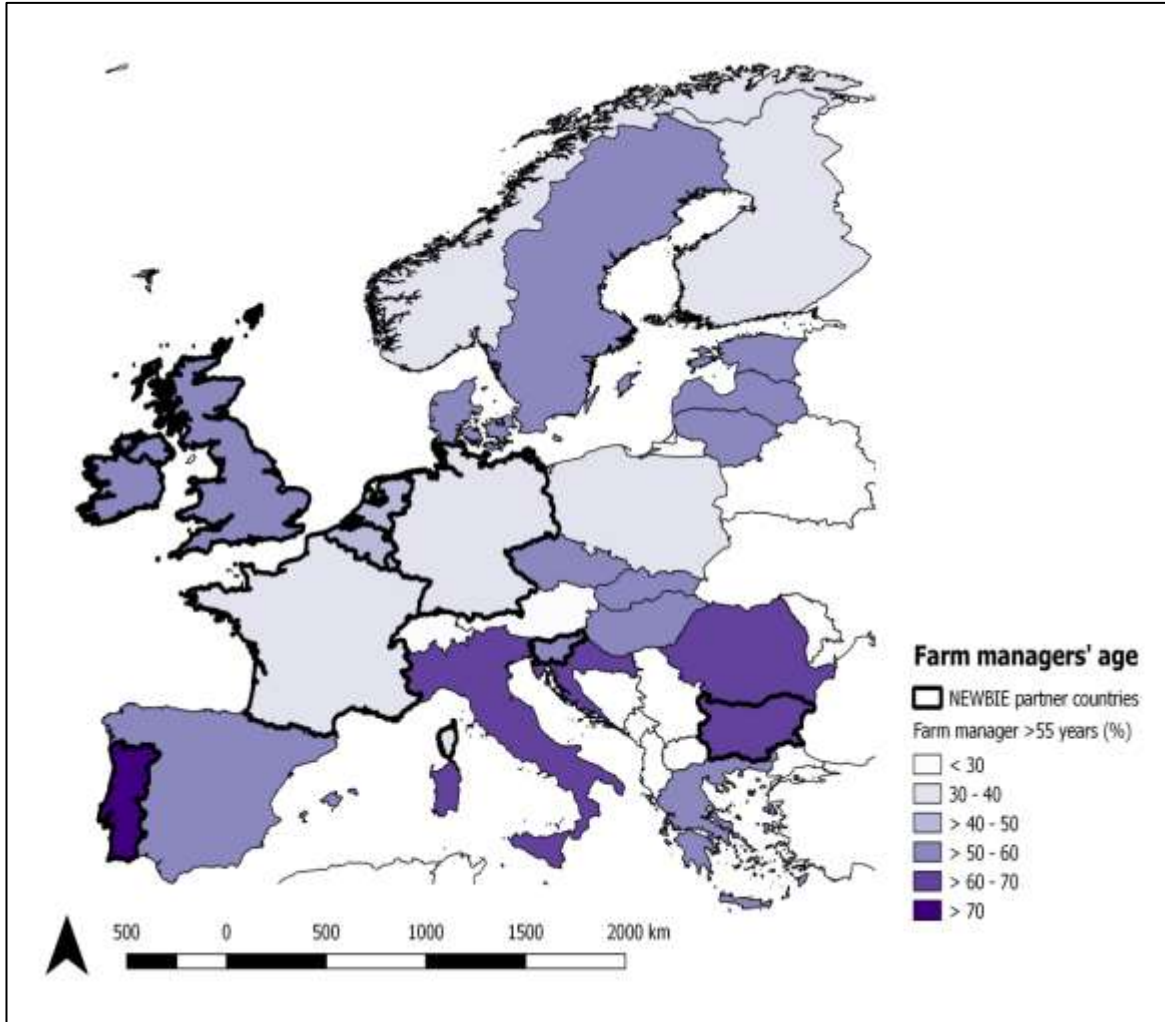 Farm managers' age
NEWBIE partner countries
Farm manager >55 years (%)
< 30
30 - 40
> 40 - 50
> 50 - 60
> 60 - 70
> 70
500 0 500 1000 1500 2000 km